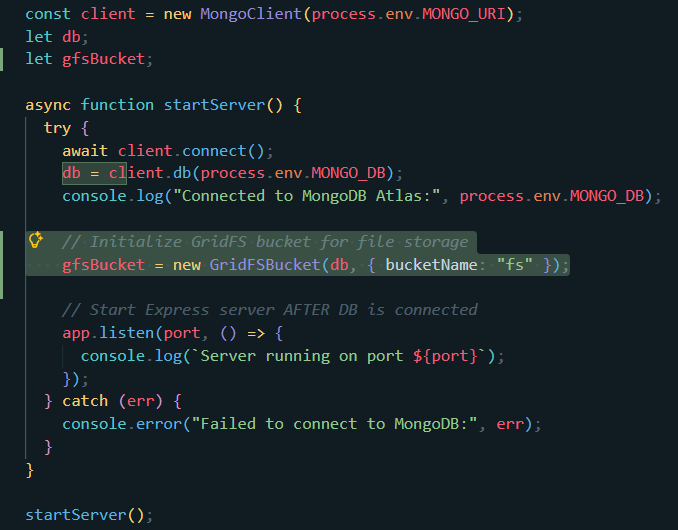 const client = new MongoClient(process.env.MONGO_URI);
let db;
let gfsBucket;
async function startServer() {
try {
await client.connect();
db = client.db(process.env.MONGO_DB);
console.log("Connected to MongoDB Atlas:", process.env.MONGO_DB);
// Initialize GridFS bucket for file storage
gfsBucket = new GridFSBucket(db, { bucketName: "fs" });
// Start Express server AFTER DB is connected
app.listen(port, () => {
console.log(`Server running on port ${port}`);
});
} catch (err) {
console.error("Failed to connect to MongoDB:", err);
}
}
startServer();